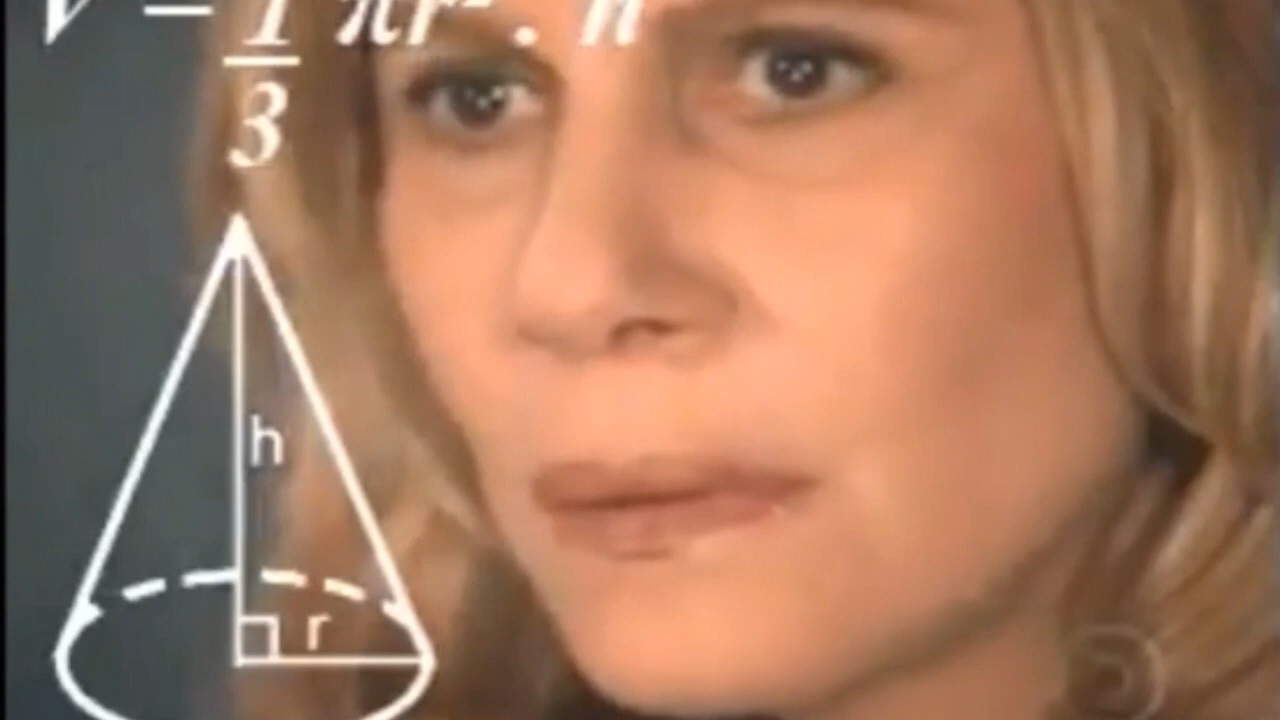 V = 1/3 πr² . h
h
r